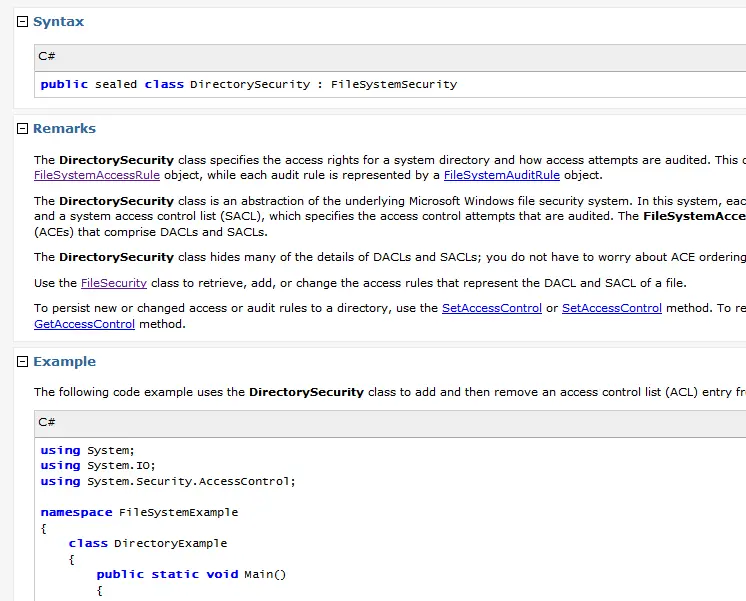 Syntax
C#
public sealed class DirectorySecurity : FileSystemSecurity
Remarks
The DirectorySecurity class specifies the access rights for a system directory and how access attempts are audited. This
FileSystemAccessRule object, while each audit rule is represented by a FileSystemAuditRule object.
The DirectorySecurity class is an abstraction of the underlying Microsoft Windows file security system. In this system, eac
and a system access control list (SACL), which specifies the access control attempts that are audited. The FileSystemAcce
(ACEs) that comprise DACLs and SACLs.
The DirectorySecurity class hides many of the details of DACLs and SACLs; you do not have to worry about ACE ordering
Use the FileSecurity class to retrieve, add, or change the access rules that represent the DACL and SACL of a file.
To persist new or changed access or audit rules to a directory, use the SetAccessControl or SetAccessControl method. To re
GetAccessControl method.
Example
The following code example uses the DirectorySecurity class to add and then remove an access control list (ACL) entry fr
C#
using System;
using System.IO;
using System.Security.AccessControl;
namespace FileSystemExample
{
class DirectoryExample
{
public static void Main()
{